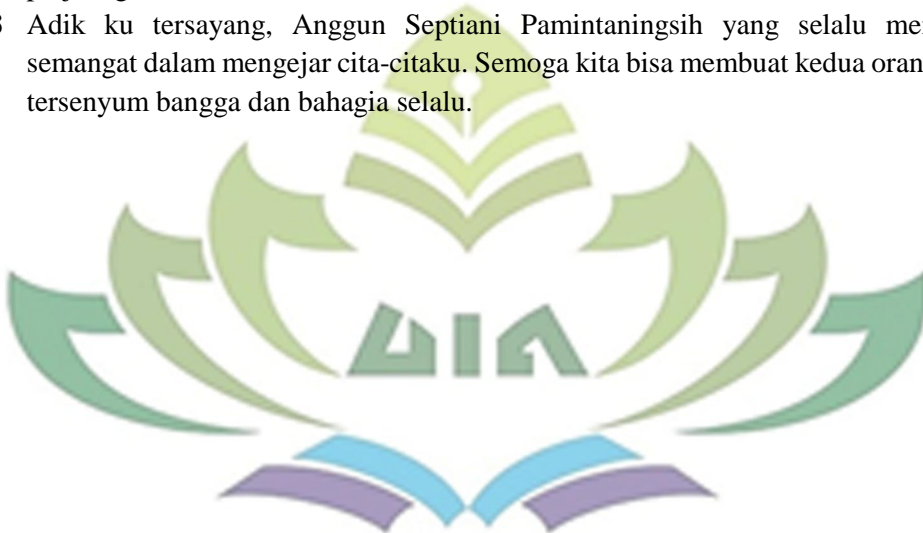 Adik ku tersayang, Anggun Septiani Pamintaningsih yang selalu
semangat dalam mengejar cita-citaku. Semoga kita bisa membuat kedua
tersenyum bangga dan bahagia selalu.
UIN